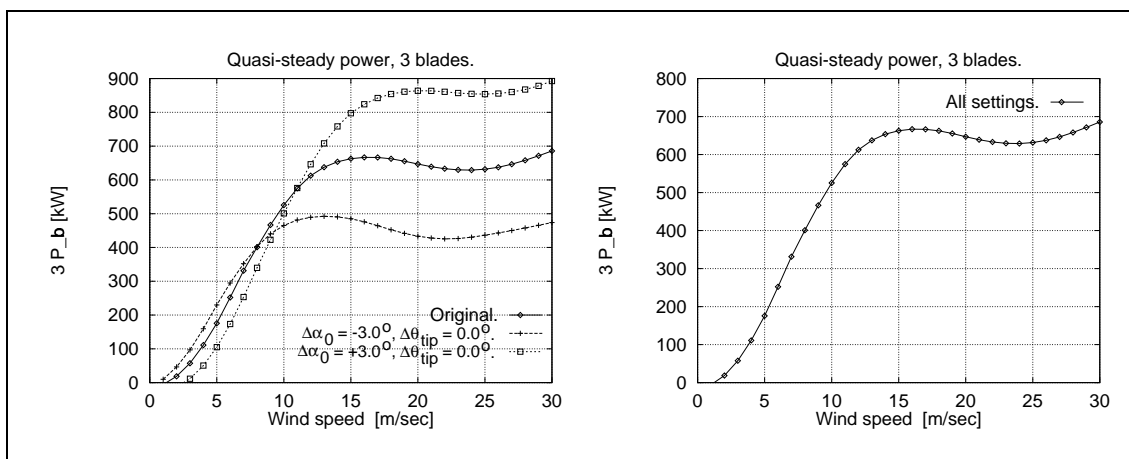 Quasi-steady power, 3 blades.
900
800
700
600
500
400
300
200
100
0
3 P_b [kW]
Original.
Δα0 = -3.0°, Δθtip = 0.0°.
Δα0 = +3.0°, Δθtip = 0.0°.
0 5 10 15 20 25 30
Wind speed [m/sec]
Quasi-steady power, 3 blades.
800
700
600
500
400
300
200
100
0
3 P_b [kW]
All settings.
0 5 10 15 20 25 30
Wind speed [m/sec]